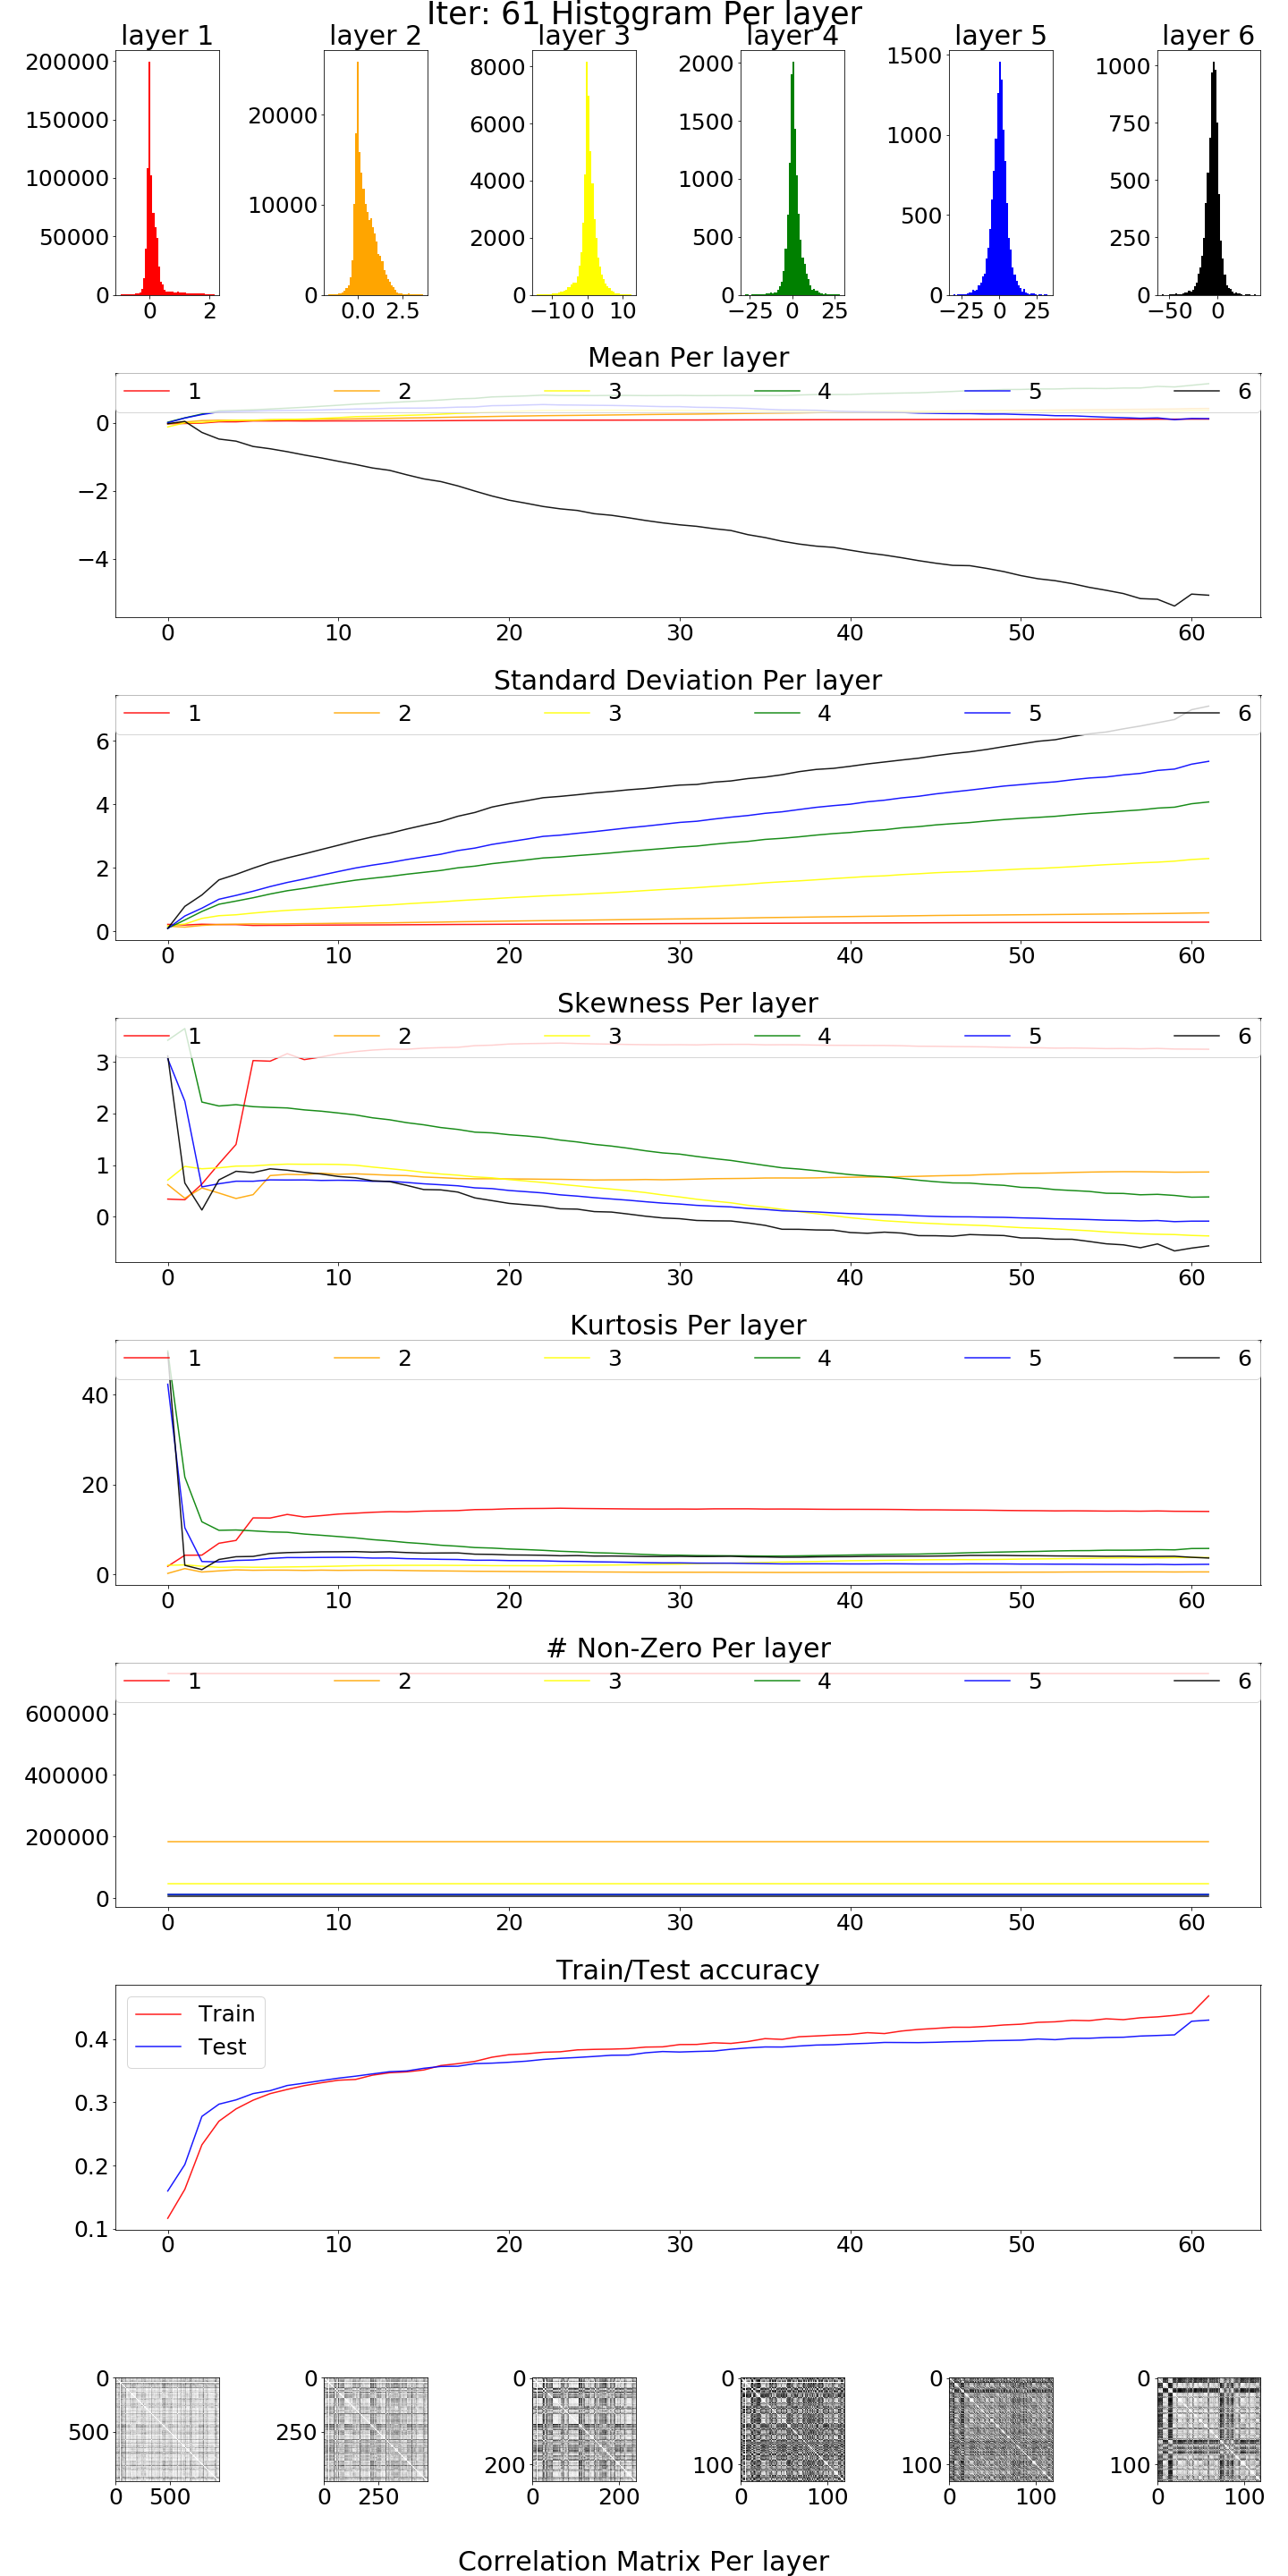 Iter: 61 Histogram Per layer
layer 1 layer 2 layer 3 layer 4 layer 5 layer 6
200000 150000 100000 50000 0
0 2
20000 10000 0
0.0 2.5
8000 6000 4000 2000 0
−10 0 10
2000 1500 1000 500 0
−25 0 25
1500 1000 500 0
−25 0 25
1000 750 500 250 0
−50 0
Mean Per layer
1 2 3 4 5 6
0
−2
−4
0 10 20 30 40 50 60
Standard Deviation Per layer
1 2 3 4 5 6
6
4
2
0
0 10 20 30 40 50 60
Skewness Per layer
1 2 3 4 5 6
3
2
1
0
0 10 20 30 40 50 60
Kurtosis Per layer
1 2 3 4 5 6
40
20
0
0 10 20 30 40 50 60
# Non-Zero Per layer
1 2 3 4 5 6
600000
400000
200000
0
0 10 20 30 40 50 60
Train/Test accuracy
Train
Test
0.4
0.3
0.2
0.1
0 10 20 30 40 50 60
0 500
0 500
0 250
0 250
0 200
0 200
0 100
0 100
0 100
0 100
0 100
0 100
Correlation Matrix Per layer